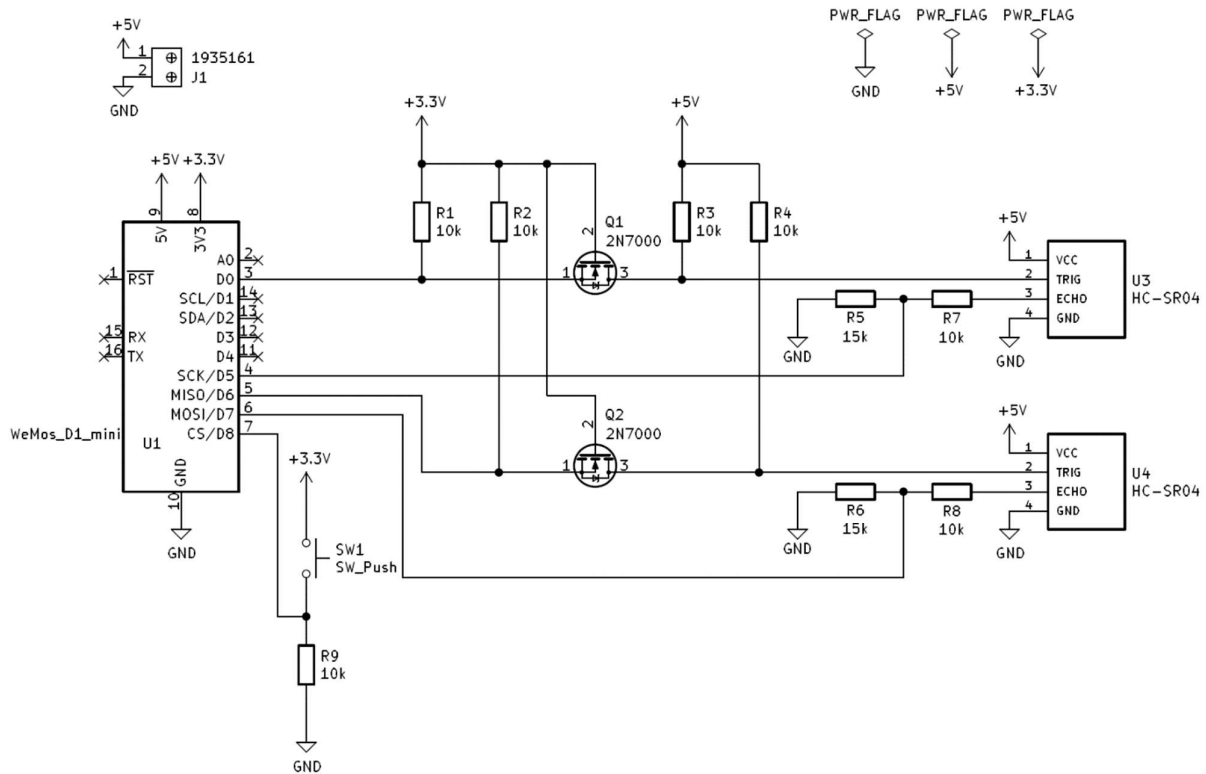 +5V
1 1935161
2 J1
GND
PWR_FLAG PWR_FLAG PWR_FLAG
GND +5V +3.3V
+3.3V
+5V
+5V +3.3V
9 8
5V 3V3
R1
10k
R2
10k
Q1
2N7000
2
1 3
R3
10k
R4
10k
1 RST
15 RX
16 TX
A0 2
D0 3
SCL/D1 14
SDA/D2 13
D3 12
D4 11
SCK/D5 4
MISO/D6 5
MOSI/D7 6
CS/D8 7
WeMos_D1_mini
U1
GND
10
GND
+5V
1 VCC
2 TRIG
3 ECHO
4 GND
U3
HC-SR04
GND
R5
15k
R7
10k
GND
Q2
2N7000
2
1 3
+5V
1 VCC
2 TRIG
3 ECHO
4 GND
U4
HC-SR04
GND
R6
15k
R8
10k
GND
+3.3V
SW1
SW_Push
R9
10k
GND